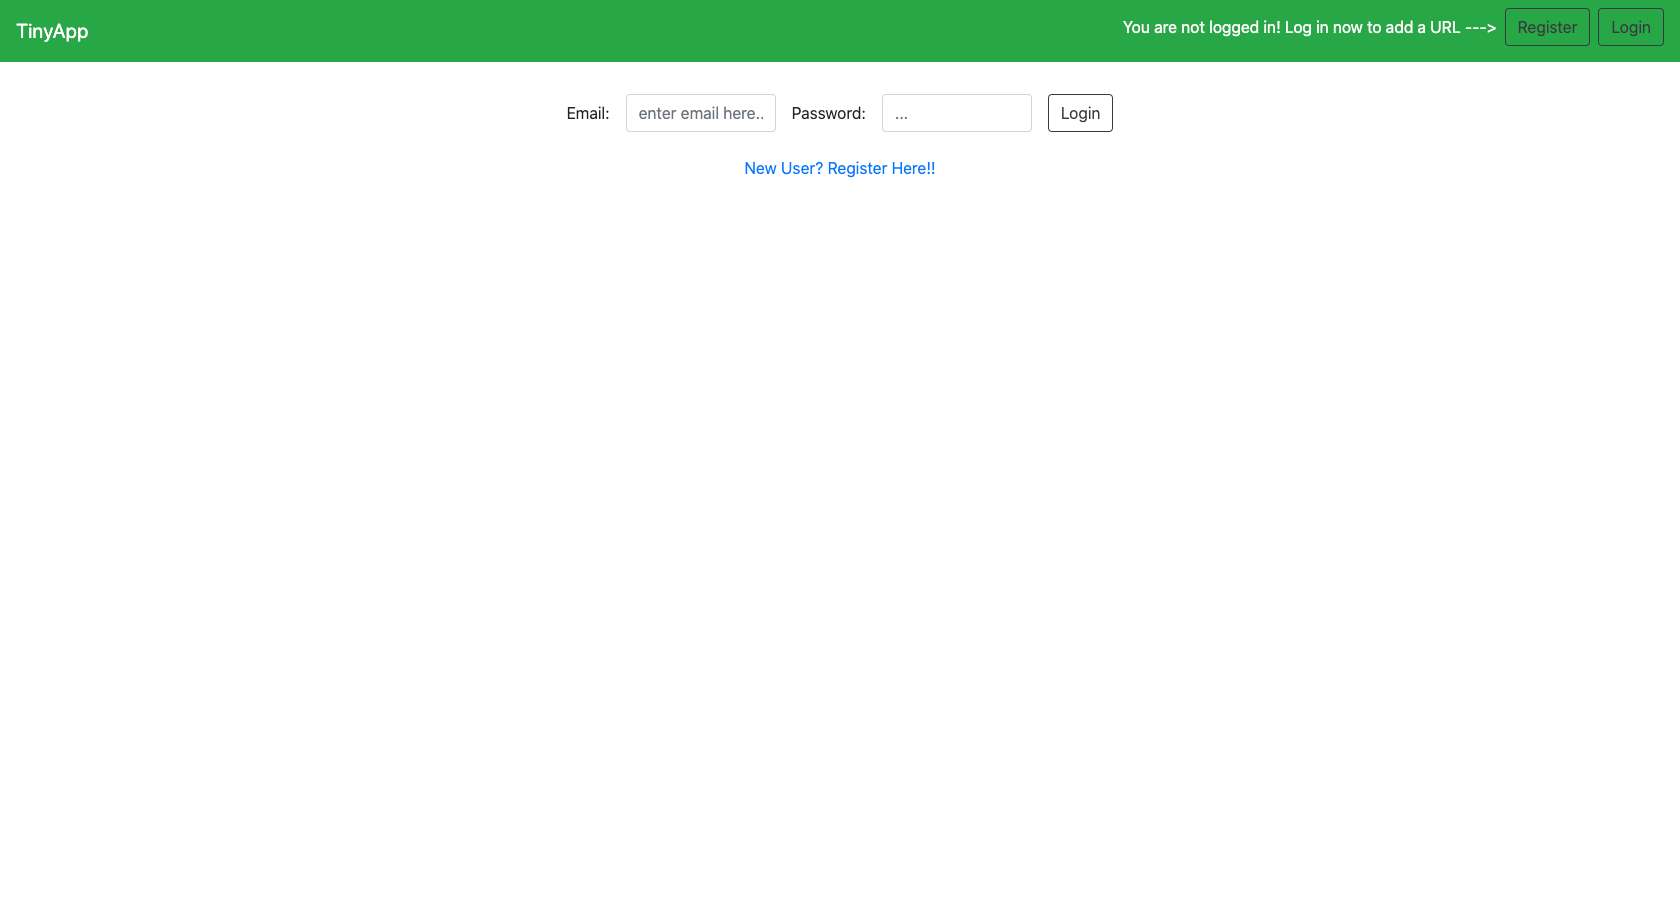 TinyApp You are not logged in! Log in now to add a URL ---> Register Login
Email: enter email here.. Password: ... Login
New User? Register Here!!